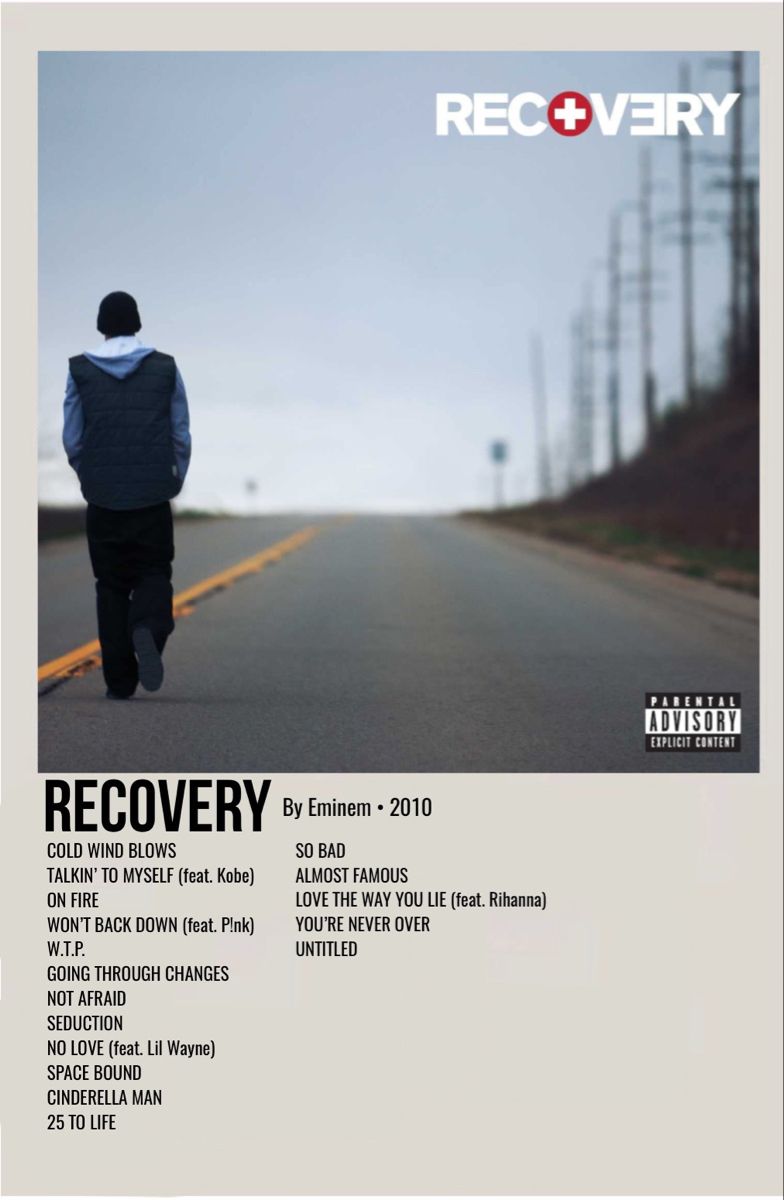 RECOVERY
PARENTAL
ADVISORY
EXPLICIT CONTENT
RECOVERY By Eminem • 2010
COLD WIND BLOWS
TALKIN’ TO MYSELF (feat. Kobe)
ON FIRE
WON’T BACK DOWN (feat. P!nk)
W.T.P.
GOING THROUGH CHANGES
NOT AFRAID
SEDUCTION
NO LOVE (feat. Lil Wayne)
SPACE BOUND
CINDERELLA MAN
25 TO LIFE
SO BAD
ALMOST FAMOUS
LOVE THE WAY YOU LIE (feat. Rihanna)
YOU’RE NEVER OVER
UNTITLED